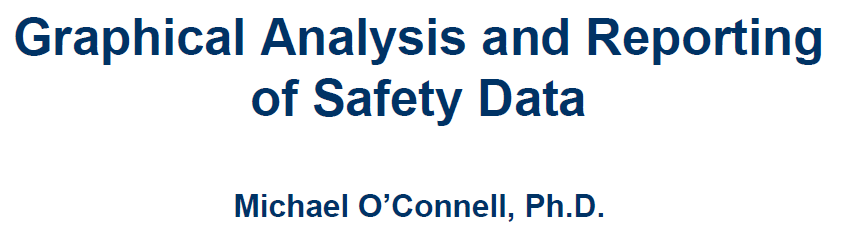 Graphical Analysis and Reporting
of Safety Data
Michael O’Connell, Ph.D.